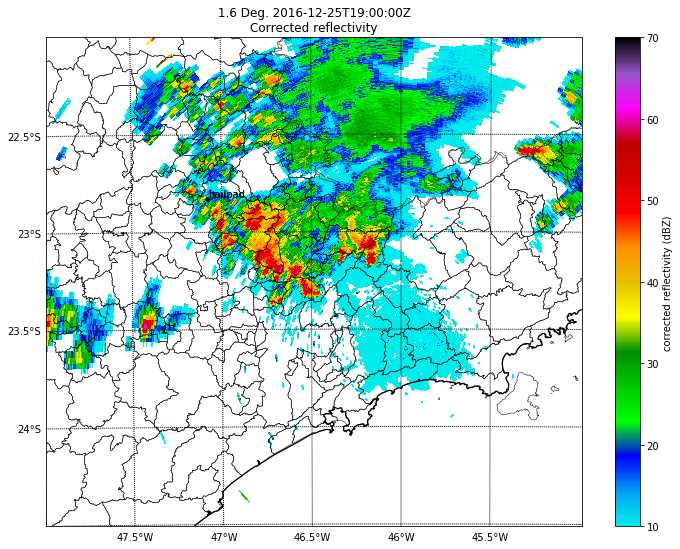 1.6 Deg. 2016-12-25T19:00:00Z
Corrected reflectivity
70
60
22.5°S
hailpad
50
23°S
40
23.5°S
30
24°S
20
10
47.5°W 47°W 46.5°W 46°W 45.5°W
corrected reflectivity (dBZ)